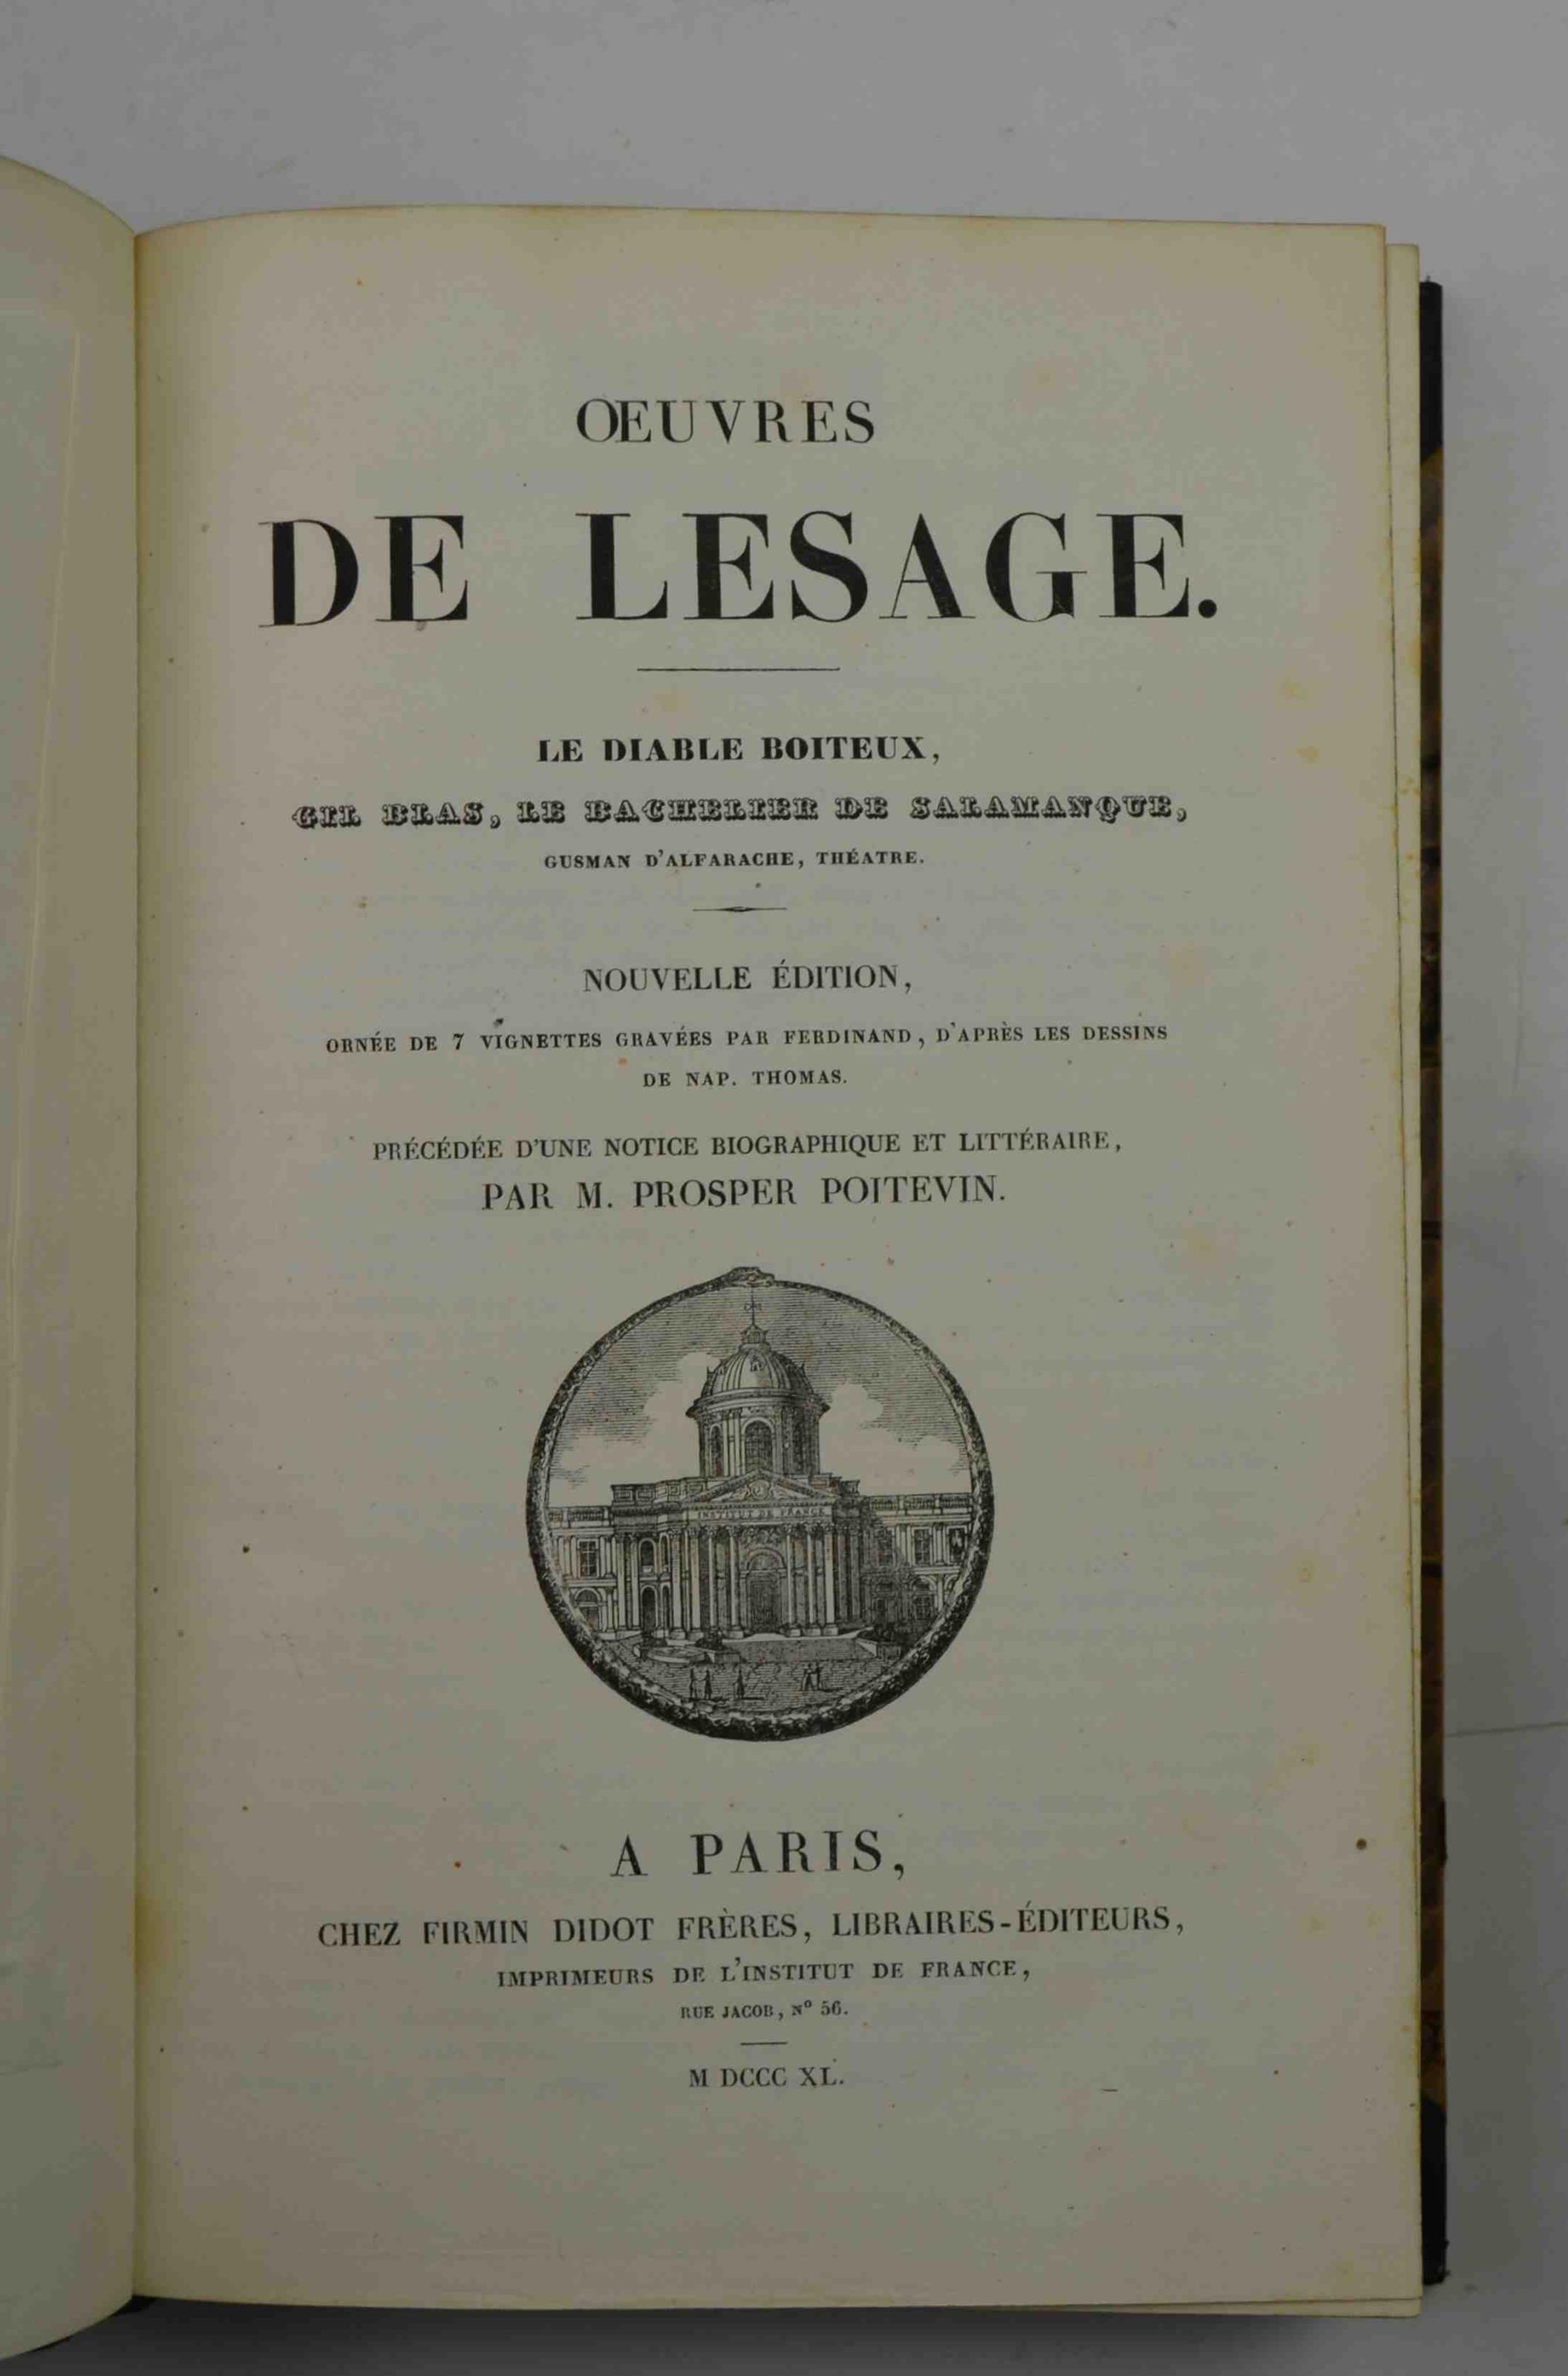 OEUVRES
DE LESAGE.
LE DIABLE BOITEUX,
GIL BLAS, LE BACHELIER DE SALAMANQUE,
GUSMAN D'ALFARACHE, THÉATRE.
NOUVELLE ÉDITION,
ORNÉE DE 7 VIGNETTES GRAVÉES PAR FERDINAND, D'APRÈS LES DESSINS
DE NAP. THOMAS.
PRÉCÉDÉE D'UNE NOTICE BIOGRAPHIQUE ET LITTÉRAIRE,
PAR M. PROSPER POITEVIN.
INSTITUT DE FRANCE
A PARIS,
CHEZ FIRMIN DIDOT FRÈRES, LIBRAIRES-ÉDITEURS,
IMPRIMEURS DE L'INSTITUT DE FRANCE,
RUE JACOB, Nº 56.
M DCCC XL.